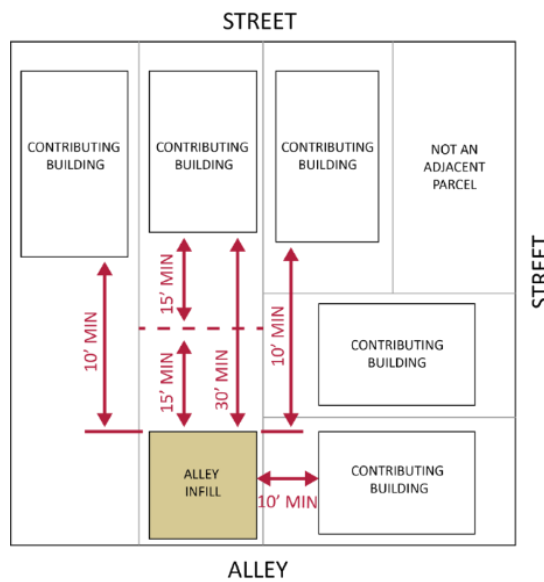 STREET
CONTRIBUTING
BUILDING
CONTRIBUTING
BUILDING
CONTRIBUTING
BUILDING
NOT AN
ADJACENT
PARCEL
STREET
15' MIN
10' MIN
15' MIN
30' MIN
10' MIN
CONTRIBUTING
BUILDING
ALLEY
INFILL
10' MIN
CONTRIBUTING
BUILDING
ALLEY